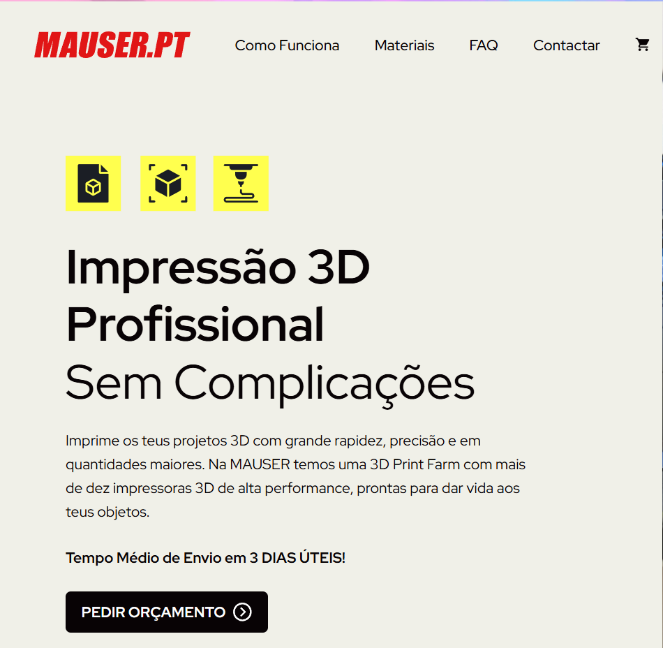 MAUSER.PT
Como Funciona
Materiais
FAQ
Contactar
Impressão 3D
Profissional
Sem Complicações
Imprime os teus projetos 3D com grande rapidez, precisão e em
quantidades maiores. Na MAUSER temos uma 3D Print Farm com mais
de dez impressoras 3D de alta performance, prontas para dar vida aos
teus objetos.
Tempo Médio de Envio em 3 DIAS ÚTEIS!
PEDIR ORÇAMENTO